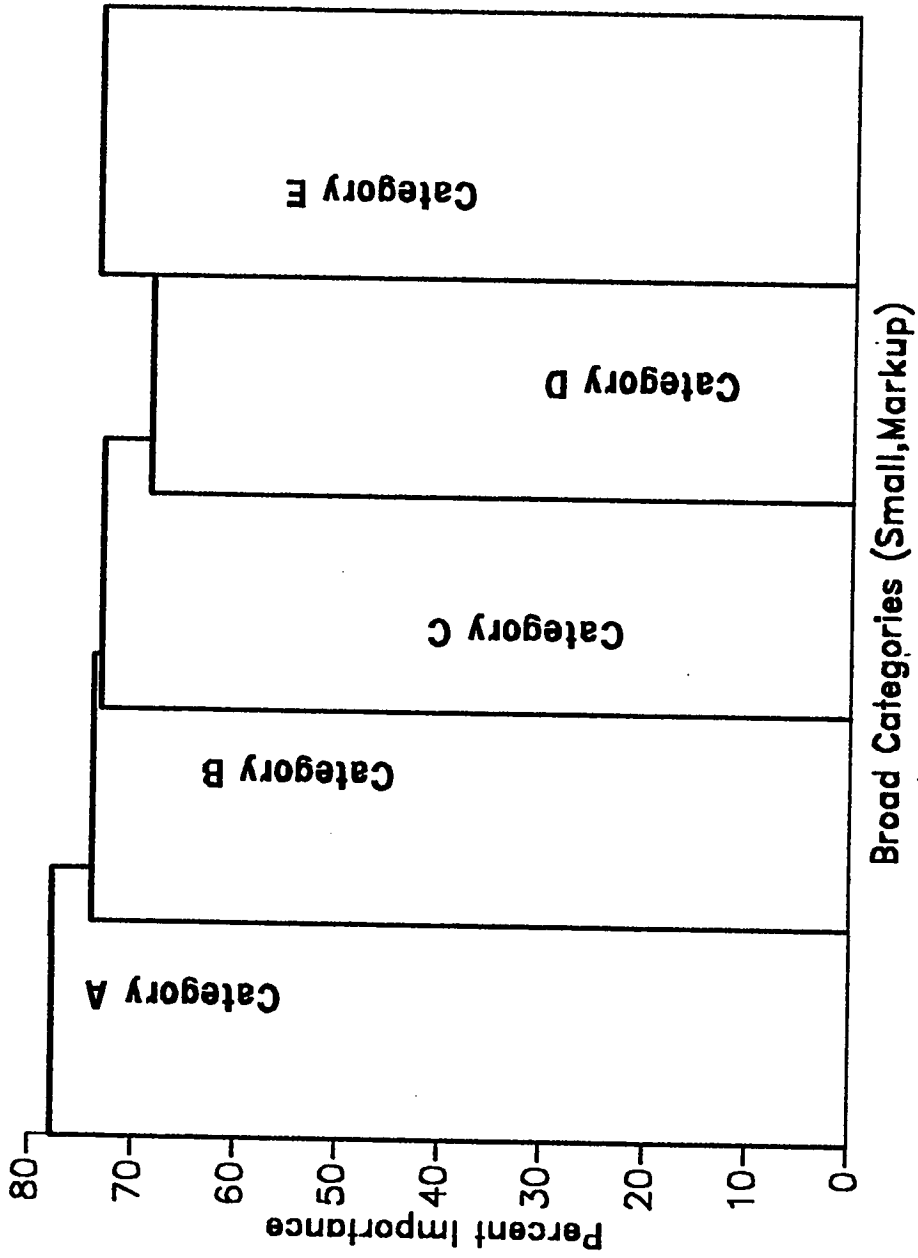 Percent Importance
80
70
60
50
40
30
20
10
0
Category A
Category B
Category C
Category D
Category E
Broad Categories (Small,Markup)